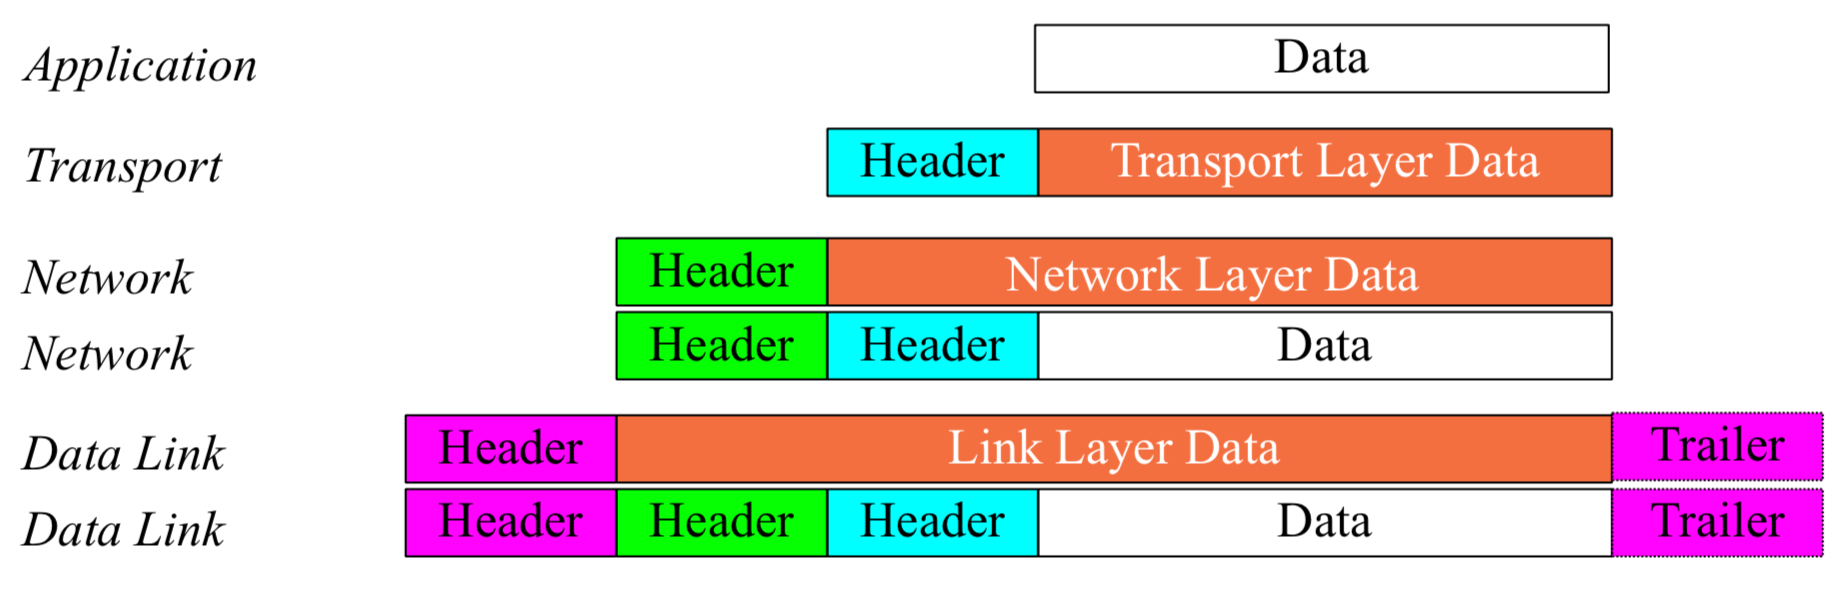 Application Data
Transport Header Transport Layer Data
Network Header Network Layer Data
Network Header Header Data
Data Link Header Link Layer Data Trailer
Data Link Header Header Header Data Trailer